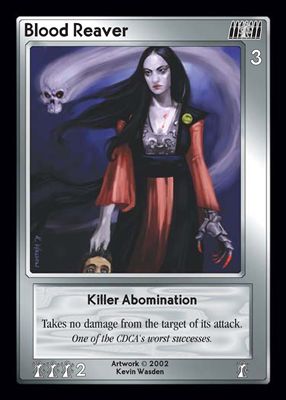 Blood Reaver
3
Killer Abomination
Takes no damage from the target of its attack.
One of the CDCA's worst successes.
Artwork © 2002
Kevin Wasden
2